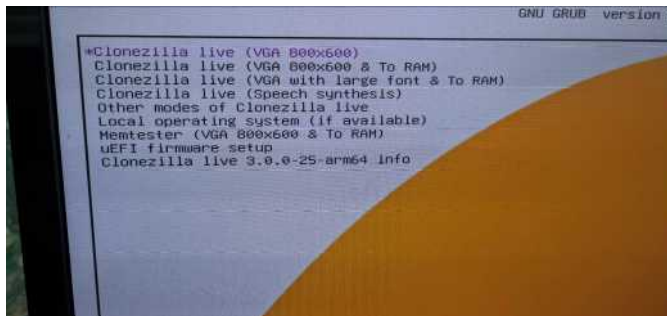 GNU GRUB version
*Clonezilla live (VGA 800x600)
Clonezilla live (VGA 800x600 & To RAM)
Clonezilla live (VGA with large font & To RAM)
Clonezilla live (Speech synthesis)
Other modes of Clonezilla live
Local operating system (if available)
Memtester (VGA 800x600 & To RAM)
uEFI firmware setup
Clonezilla live 3.0.0-25-arm64 info